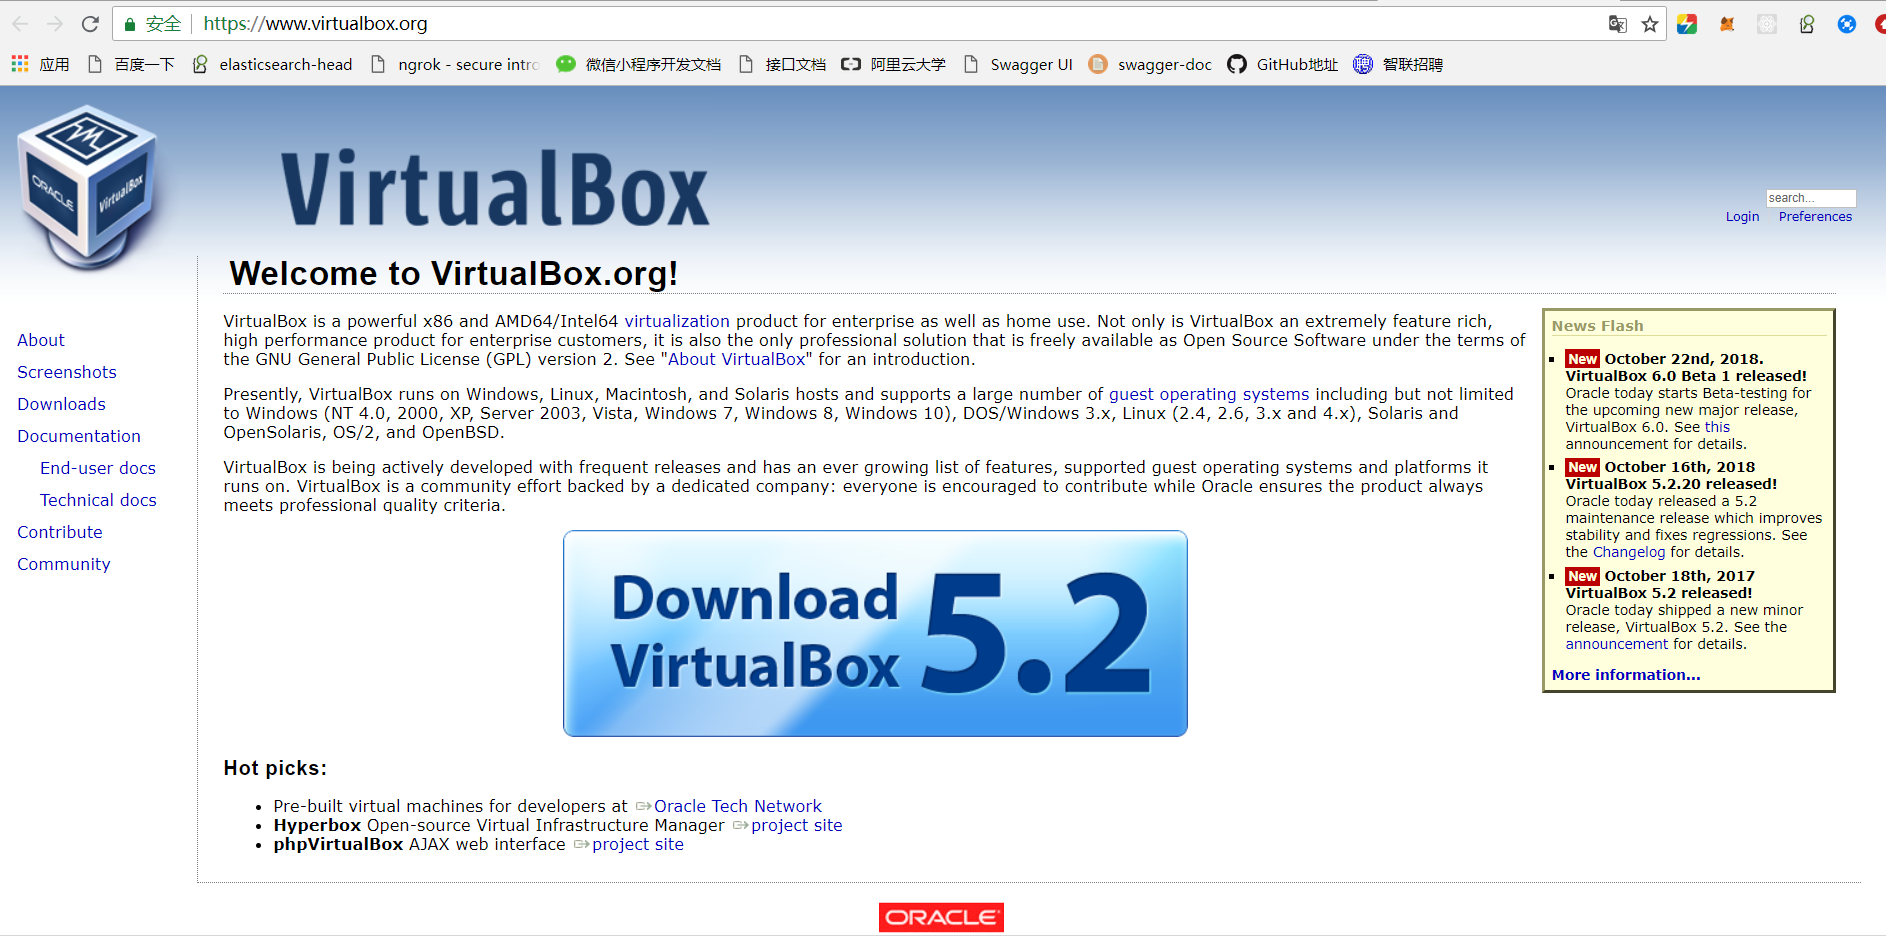 安全 https://www.virtualbox.org
应用 百度一下 elasticsearch-head ngrok - secure intro 微信小程序开发文档 接口文档 阿里云大学 Swagger UI swagger-doc GitHub地址 智联招聘
ORACLE VirtualBox
VirtualBox
search...
Login Preferences
Welcome to VirtualBox.org!
About
Screenshots
Downloads
Documentation
End-user docs
Technical docs
Contribute
Community
VirtualBox is a powerful x86 and AMD64/Intel64 virtualization product for enterprise as well as home use. Not only is VirtualBox an extremely feature rich,
high performance product for enterprise customers, it is also the only professional solution that is freely available as Open Source Software under the terms of
the GNU General Public License (GPL) version 2. See "About VirtualBox" for an introduction.
Presently, VirtualBox runs on Windows, Linux, Macintosh, and Solaris hosts and supports a large number of guest operating systems including but not limited
to Windows (NT 4.0, 2000, XP, Server 2003, Vista, Windows 7, Windows 8, Windows 10), DOS/Windows 3.x, Linux (2.4, 2.6, 3.x and 4.x), Solaris and
OpenSolaris, OS/2, and OpenBSD.
VirtualBox is being actively developed with frequent releases and has an ever growing list of features, supported guest operating systems and platforms it
runs on. VirtualBox is a community effort backed by a dedicated company: everyone is encouraged to contribute while Oracle ensures the product always
meets professional quality criteria.
Download
VirtualBox 5.2
Hot picks:
Pre-built virtual machines for developers at Oracle Tech Network
Hyperbox Open-source Virtual Infrastructure Manager project site
phpVirtualBox AJAX web interface project site
News Flash
New October 22nd, 2018.
VirtualBox 6.0 Beta 1 released!
Oracle today starts Beta-testing for
the upcoming new major release,
VirtualBox 6.0. See this
announcement for details.
New October 16th, 2018
VirtualBox 5.2.20 released!
Oracle today released a 5.2
maintenance release which improves
stability and fixes regressions. See
the Changelog for details.
New October 18th, 2017
VirtualBox 5.2 released!
Oracle today shipped a new minor
release, VirtualBox 5.2. See the
announcement for details.
More information...
ORACLE